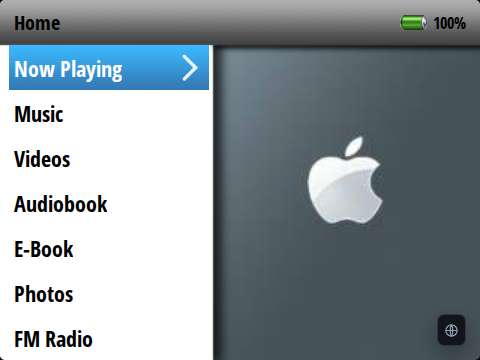 Home
100%
Now Playing
Music
Videos
Audiobook
E-Book
Photos
FM Radio